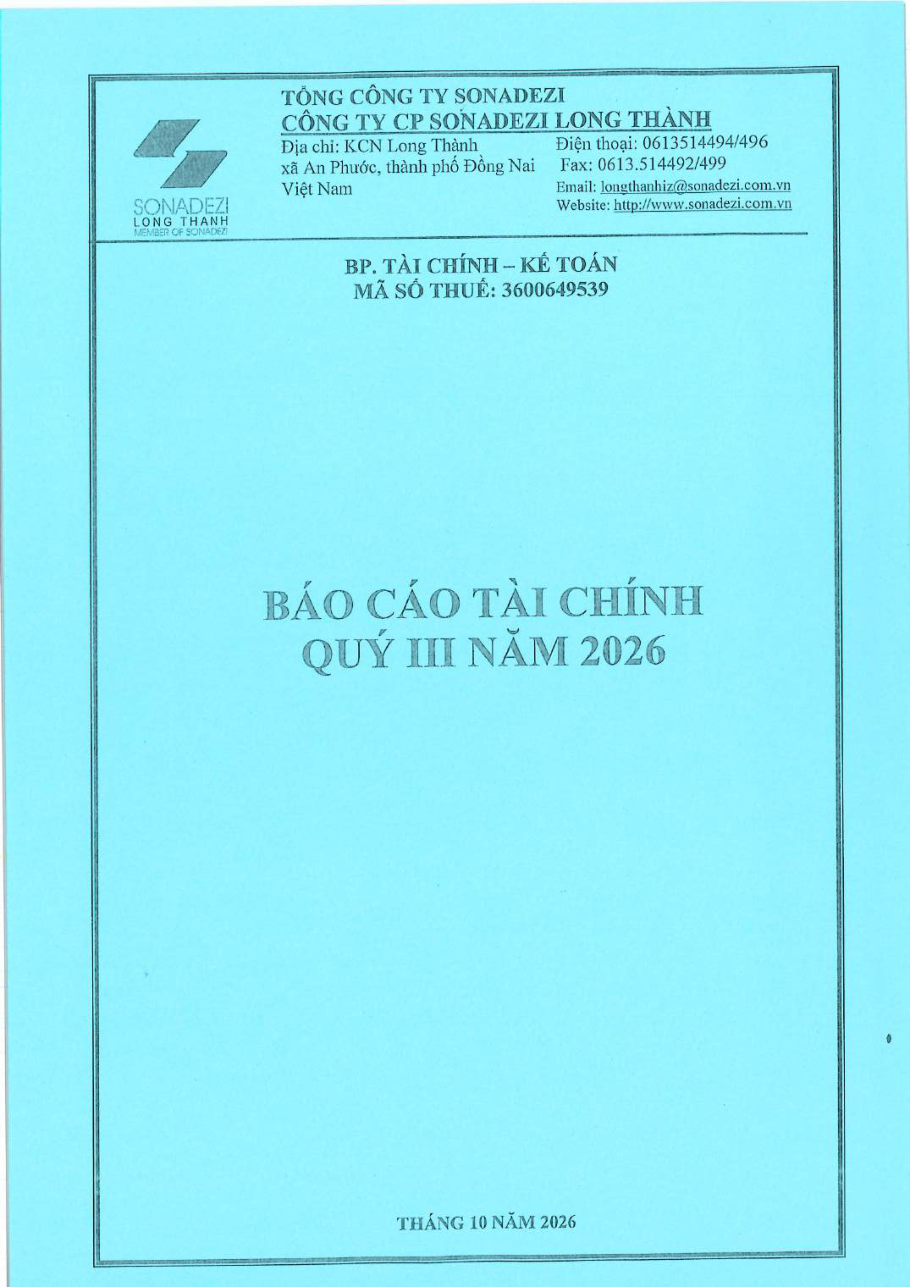 TỔNG CÔNG TY SONADEZI
CÔNG TY CP SONADEZI LONG THÀNH
Địa chỉ: KCN Long Thành
xã An Phước, thành phố Đồng Nai
Việt Nam
Điện thoại: 0613514494/496
Fax: 0613.514492/499
Email: longthanhiz@sonadezi.com.vn
Website: http://www.sonadezi.com.vn
SONADEZI
LONG THANH
MEMBER OF SONADEZI
BP. TÀI CHÍNH – KẾ TOÁN
MÃ SỐ THUẾ: 3600649539
BÁO CÁO TÀI CHÍNH
QUÝ III NĂM 2026
THÁNG 10 NĂM 2026